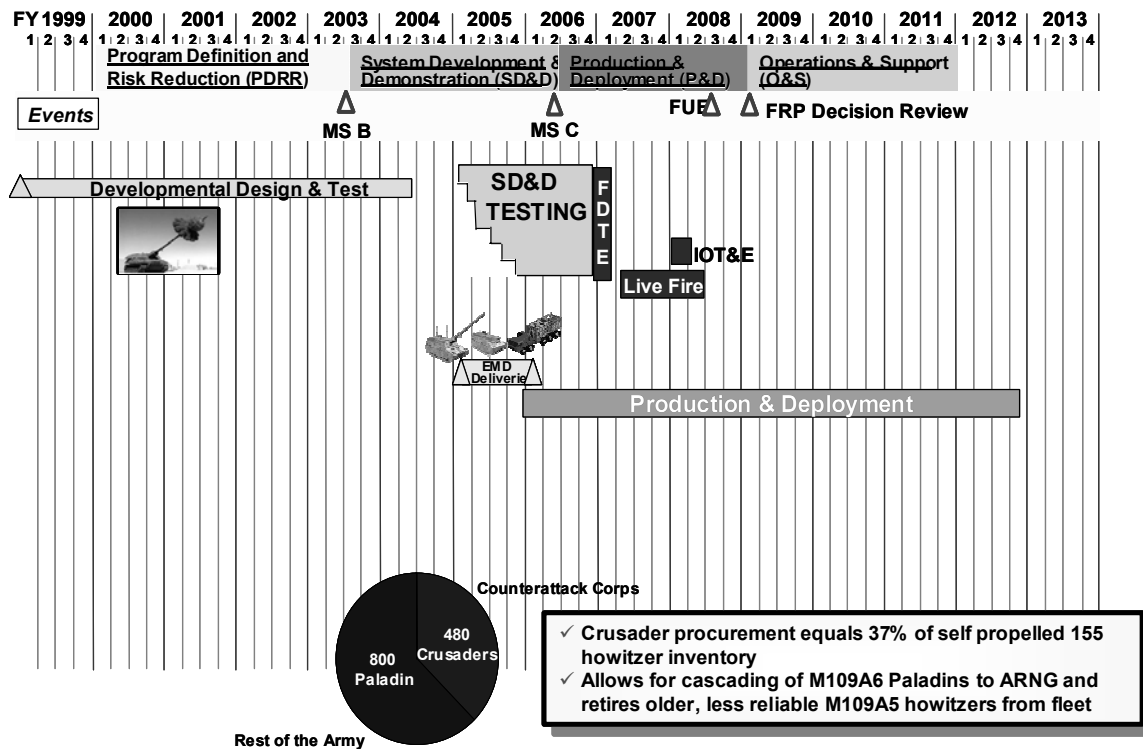 FY 1999 2000 2001 2002 2003 2004 2005 2006 2007 2008 2009 2010 2011 2012 2013
1 2 3 4 1 2 3 4 1 2 3 4 1 2 3 4 1 2 3 4 1 2 3 4 1 2 3 4 1 2 3 4 1 2 3 4 1 2 3 4 1 2 3 4 1 2 3 4 1 2 3 4 1 2 3 4 1 2 3 4
Program Definition and
Risk Reduction (PDRR)
System Development &
Demonstration (SD&D)
Production &
Deployment (P&D)
Operations & Support
(O&S)
Events
MS B
MS C
FUE
FRP Decision Review
Developmental Design & Test
SD&D
TESTING
F
D
T
E
IOT&E
Live Fire
EMD
Deliverie
Production & Deployment
Counterattack Corps
480
Crusaders
800
Paladin
Rest of the Army
✓ Crusader procurement equals 37% of self propelled 155
howitzer inventory
✓ Allows for cascading of M109A6 Paladins to ARNG and
retires older, less reliable M109A5 howitzers from fleet